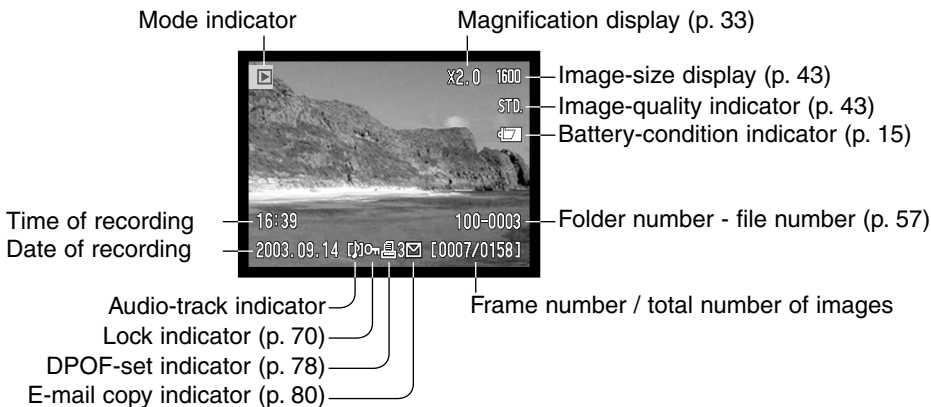 Mode indicator
Magnification display (p. 33)
X2.0 1600
Image-size display (p. 43)
STD.
Image-quality indicator (p. 43)
Battery-condition indicator (p. 15)
Time of recording
16:39
100-0003
Folder number - file number (p. 57)
Date of recording
2003.09.14 3 [0007/0158]
Audio-track indicator
Frame number / total number of images
Lock indicator (p. 70)
DPOF-set indicator (p. 78)
E-mail copy indicator (p. 80)